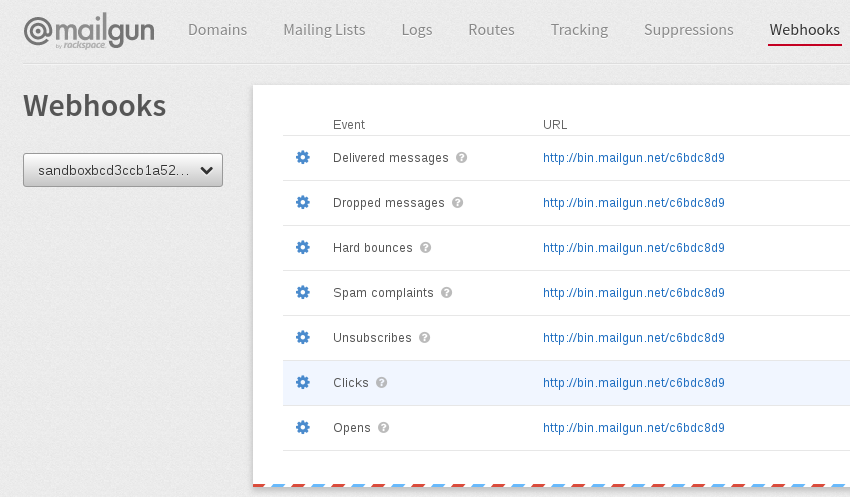 @mailgun
by rackspace
Domains Mailing Lists Logs Routes Tracking Suppressions Webhooks
Webhooks
sandboxbcd3ccb1a52...
Event URL
Delivered messages ? http://bin.mailgun.net/c6bdc8d9
Dropped messages ? http://bin.mailgun.net/c6bdc8d9
Hard bounces ? http://bin.mailgun.net/c6bdc8d9
Spam complaints ? http://bin.mailgun.net/c6bdc8d9
Unsubscribes ? http://bin.mailgun.net/c6bdc8d9
Clicks ? http://bin.mailgun.net/c6bdc8d9
Opens ? http://bin.mailgun.net/c6bdc8d9